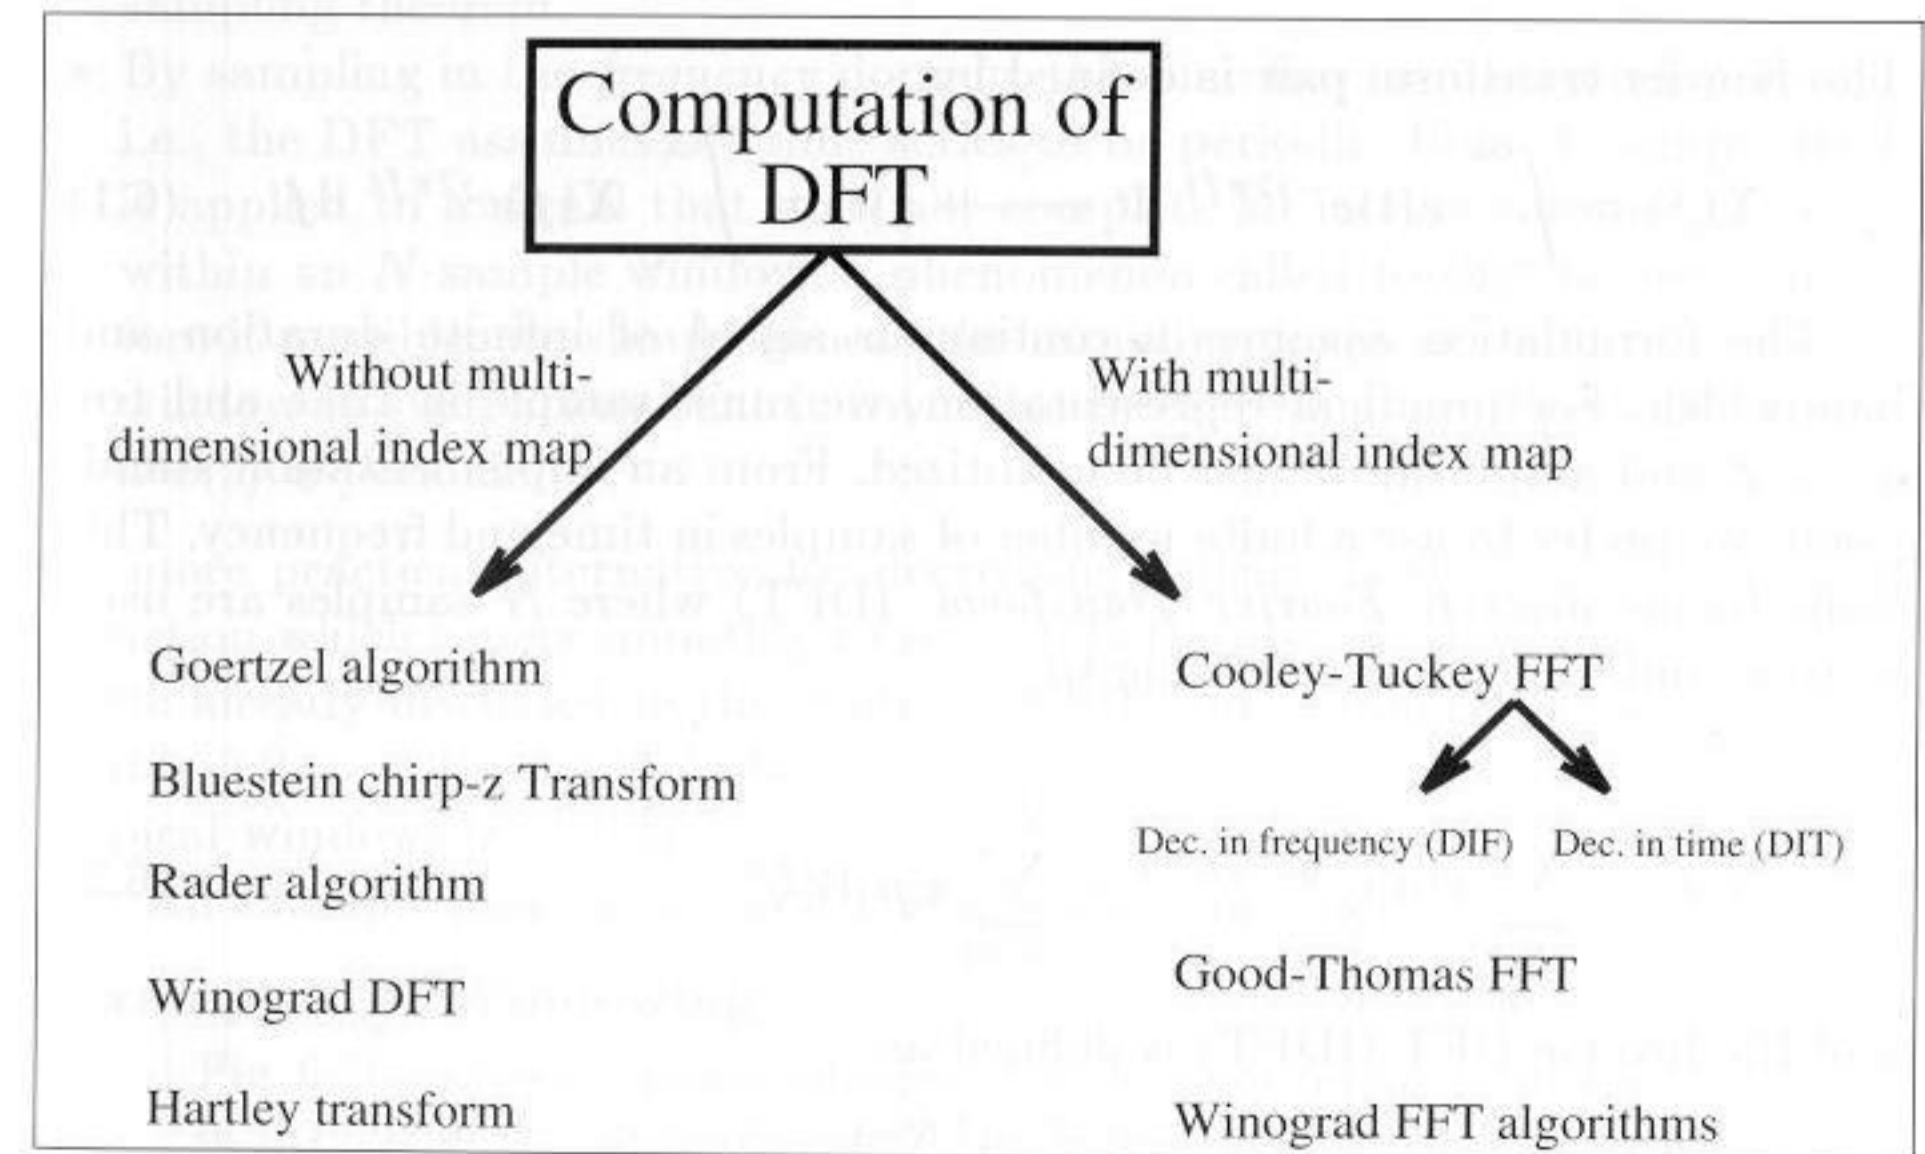 Computation of
DFT
Without multi-
dimensional index map
With multi-
dimensional index map
Goertzel algorithm
Bluestein chirp-z Transform
Rader algorithm
Winograd DFT
Hartley transform
Cooley-Tuckey FFT
Dec. in frequency (DIF) Dec. in time (DIT)
Good-Thomas FFT
Winograd FFT algorithms